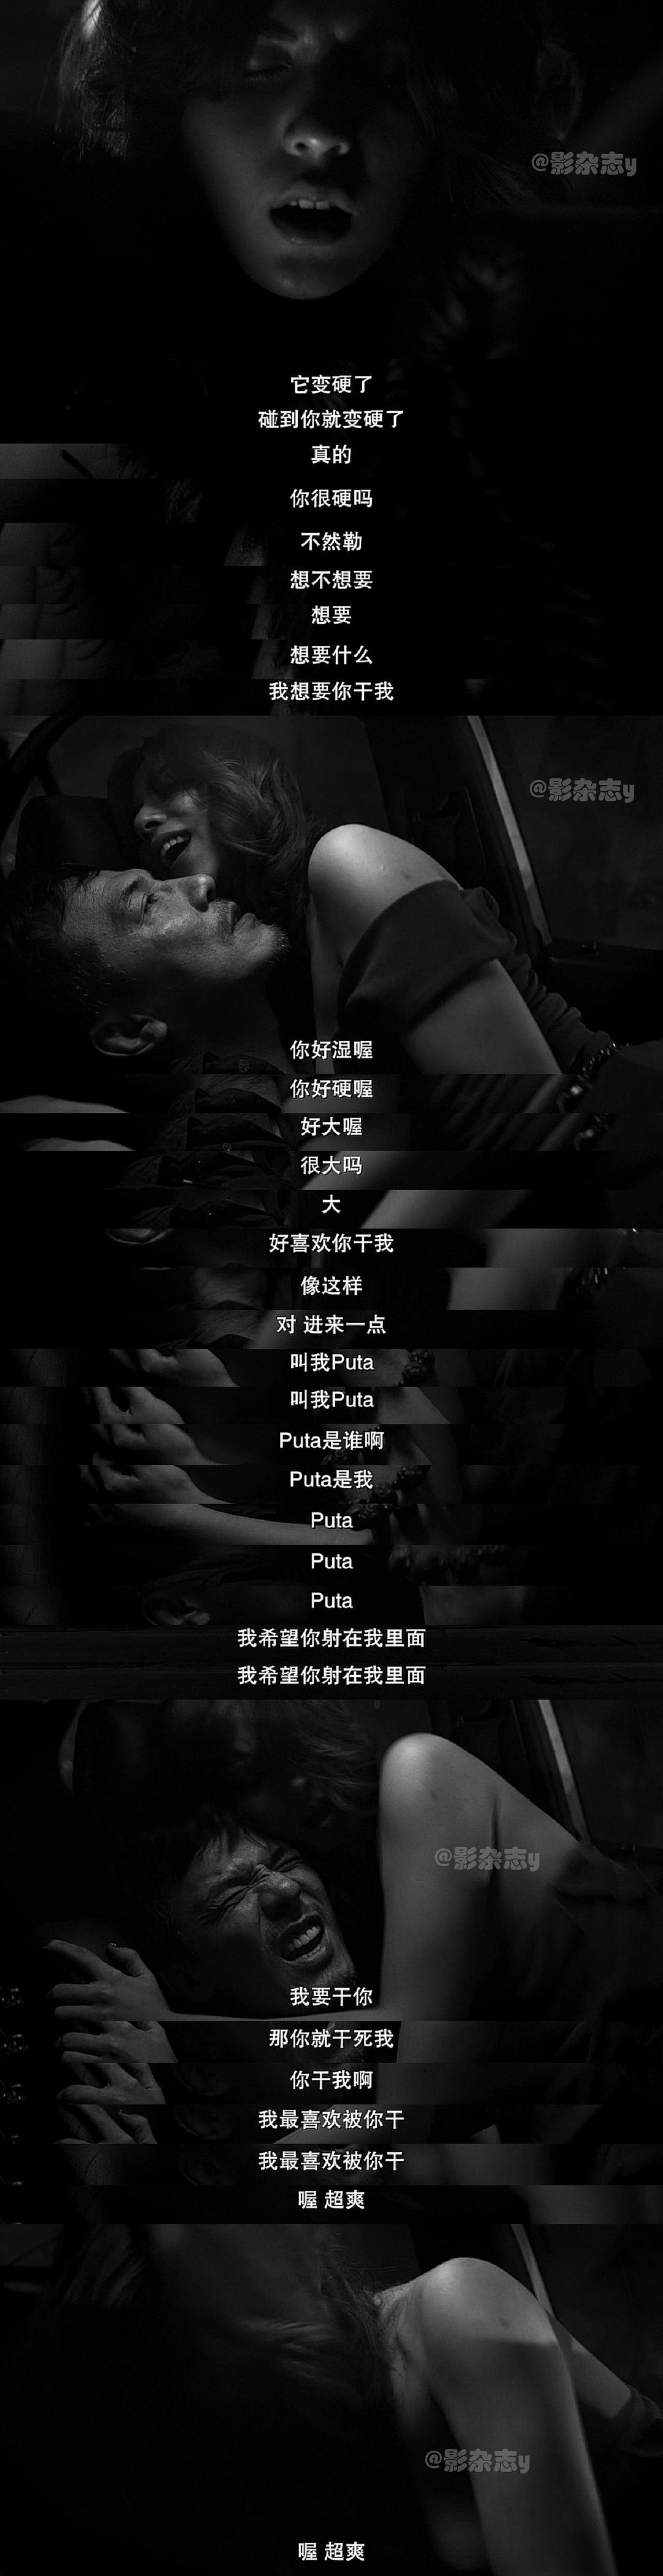 @影杂志y
它变硬了
碰到你就变硬了
真的
你很硬吗
不然勒
想不想要
想要
想要什么
我想要你干我
@影杂志y
你好湿喔
你好硬喔
好大喔
很大吗
大
好喜欢你干我
像这样
对 进来一点
叫我Puta
叫我Puta
Puta是谁啊
Puta是我
Puta
Puta
Puta
我希望你射在我里面
我希望你射在我里面
@影杂志y
我要干你
那你就干死我
你干我啊
我最喜欢被你干
我最喜欢被你干
喔 超爽
@影杂志y
喔 超爽